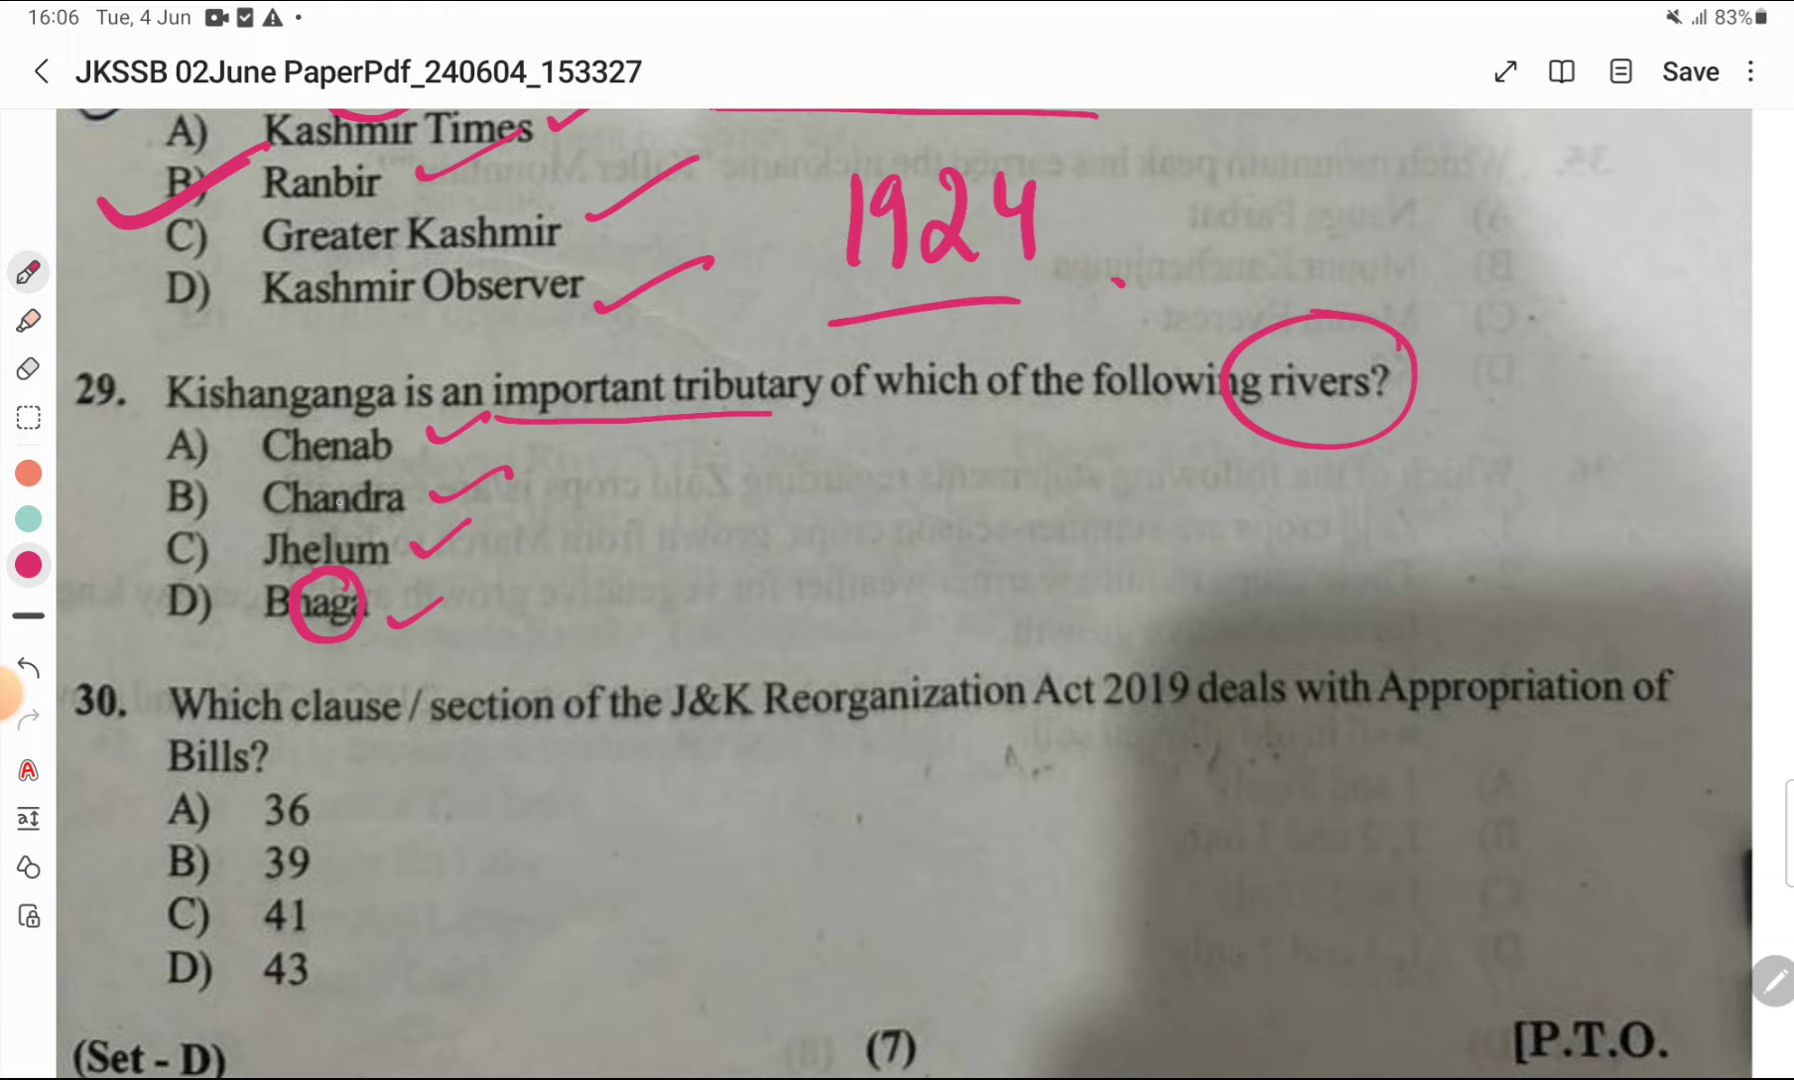 16:06 Tue, 4 Jun
83%
JKSSB 02June PaperPdf_240604_153327
Save
A) Kashmir Times
B) Ranbir
C) Greater Kashmir
D) Kashmir Observer
1924
29. Kishanganga is an important tributary of which of the following rivers?
A) Chenab
B) Chandra
C) Jhelum
D) Bhaga
30. Which clause / section of the J&K Reorganization Act 2019 deals with Appropriation of
Bills?
A) 36
B) 39
C) 41
D) 43
(Set - D)
(7)
[P.T.O.